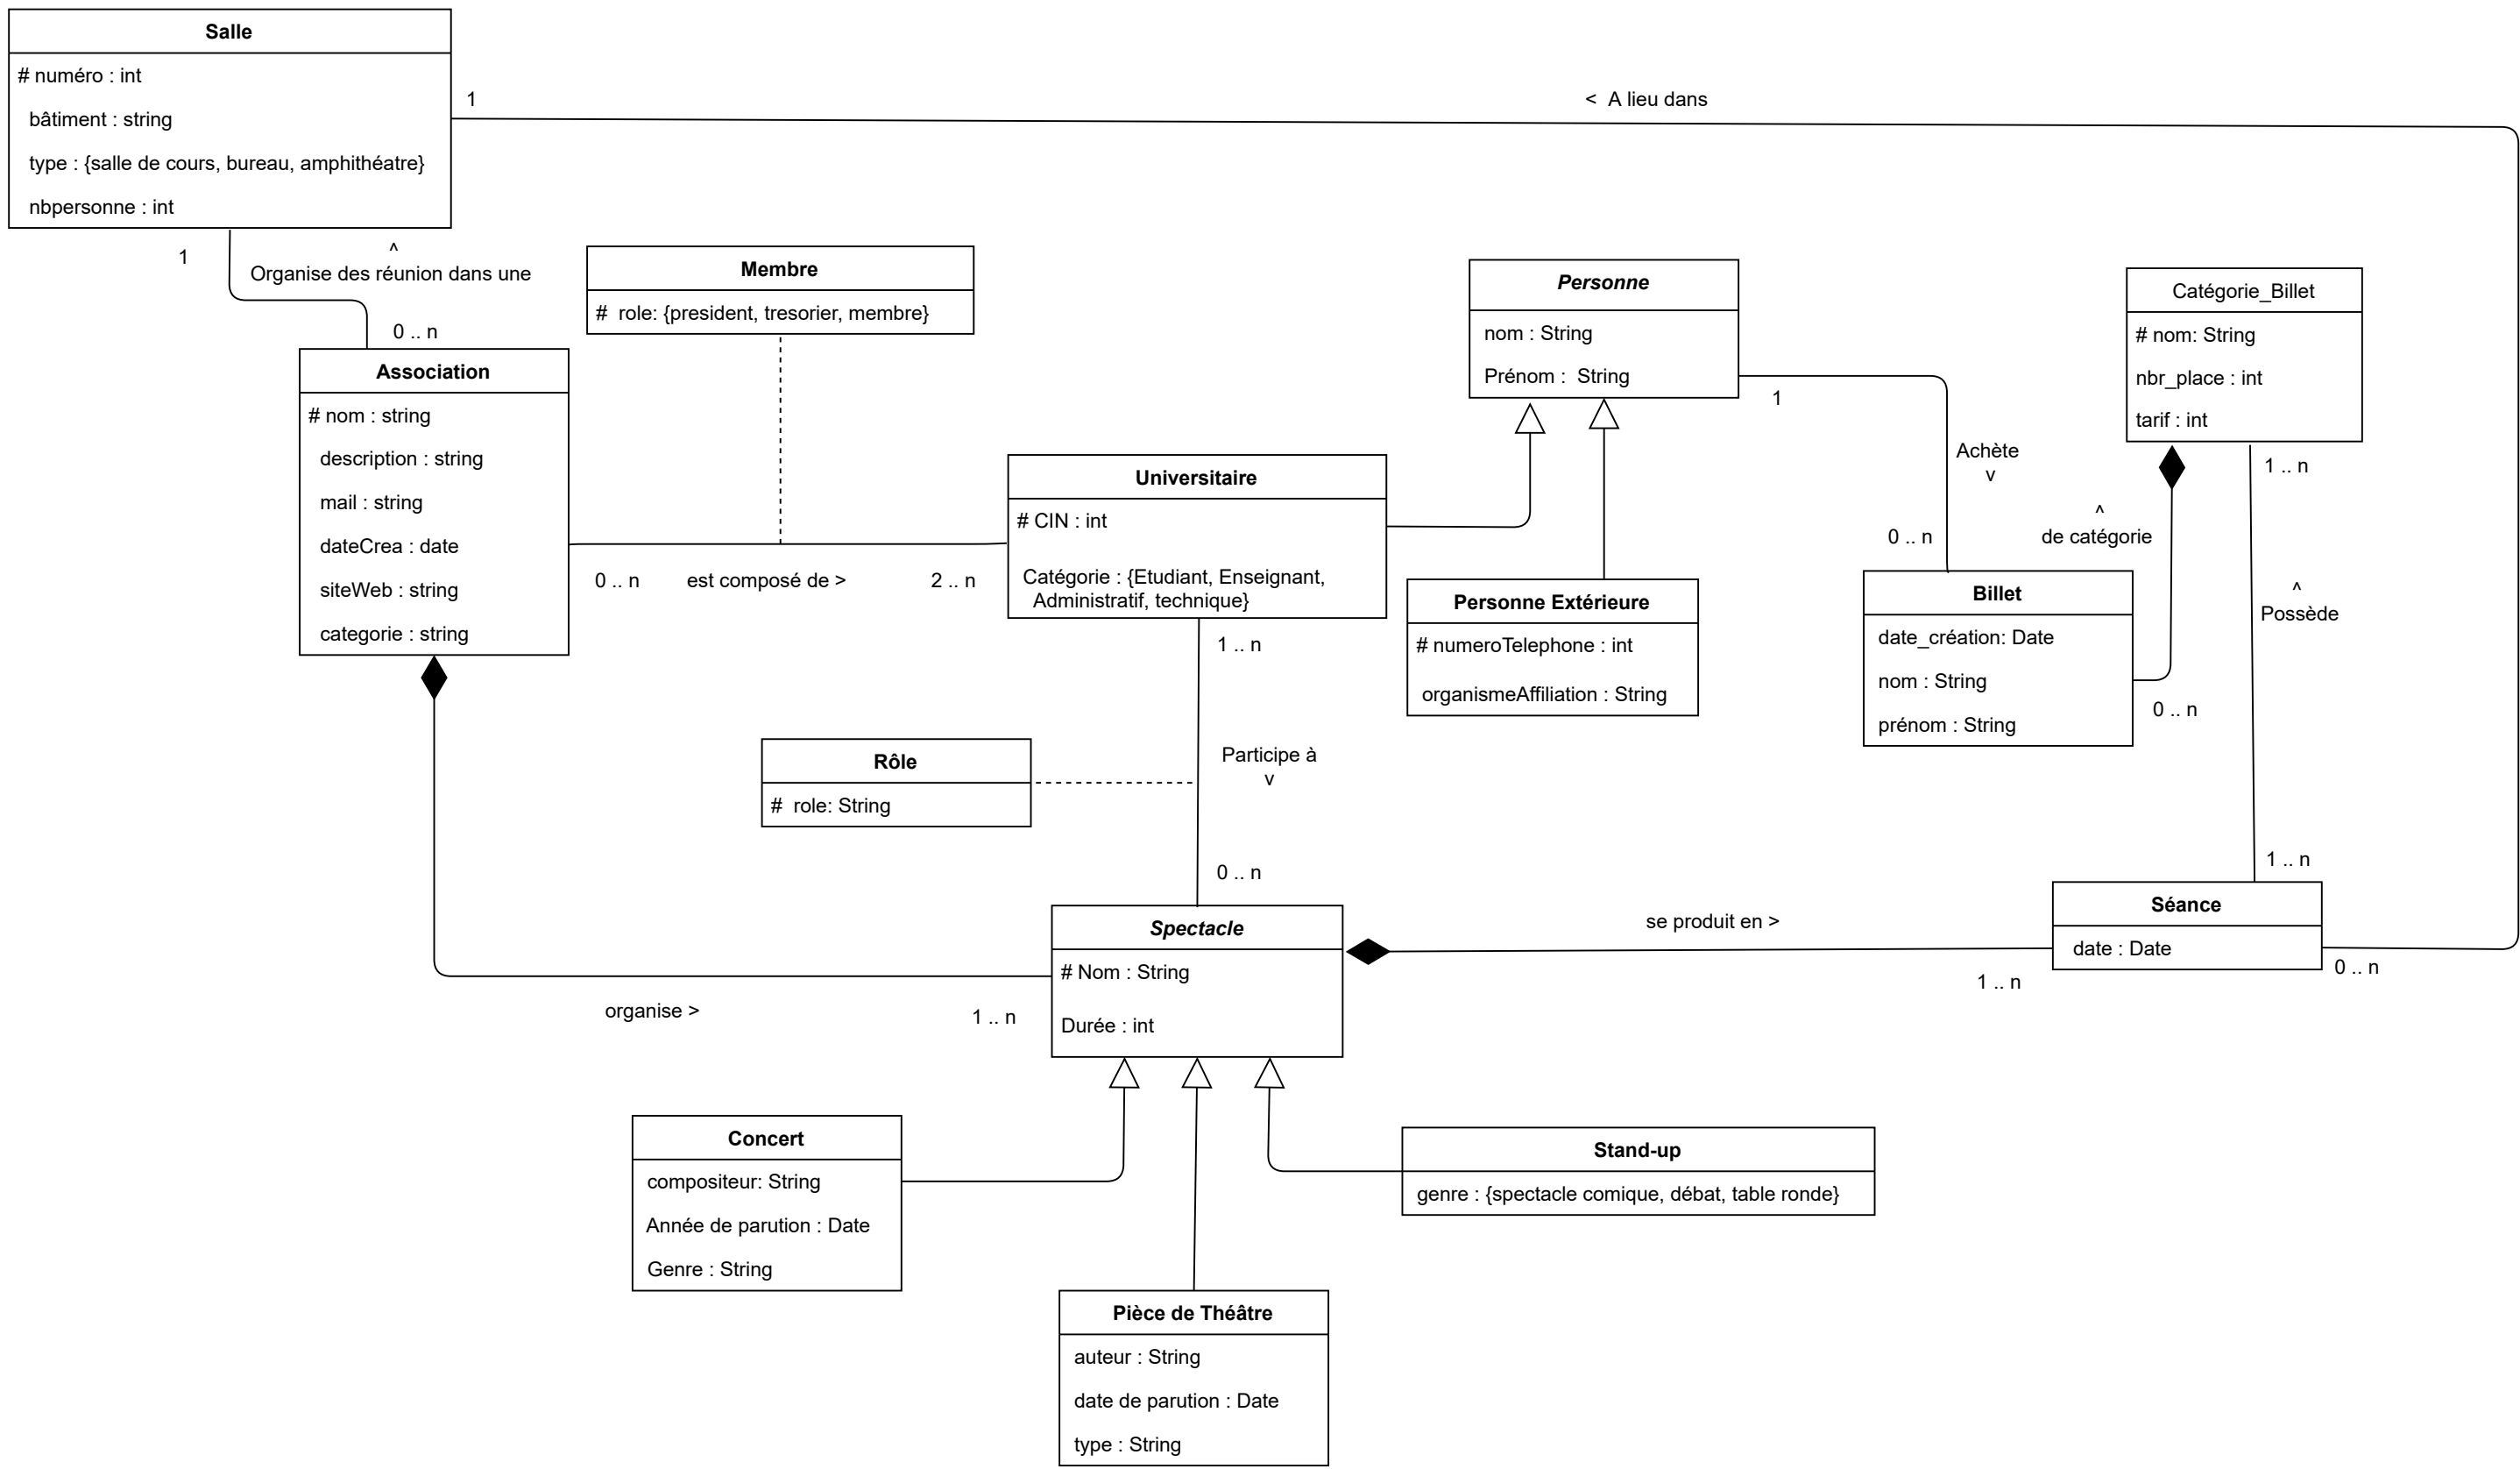 Salle
# numéro : int
bâtiment : string
type : {salle de cours, bureau, amphithéatre}
nbpersonne : int
1
< A lieu dans
1
^
Organise des réunion dans une
0 .. n
Membre
# role: {president, tresorier, membre}
Association
# nom : string
description : string
mail : string
dateCrea : date
siteWeb : string
categorie : string
0 .. n
est composé de >
2 .. n
Universitaire
# CIN : int
Catégorie : {Etudiant, Enseignant,
Administratif, technique}
Personne
nom : String
Prénom : String
1
Achète
v
0 .. n
Personne Extérieure
# numeroTelephone : int
organismeAffiliation : String
Catégorie_Billet
# nom: String
nbr_place : int
tarif : int
1 .. n
^
de catégorie
Billet
date_création: Date
nom : String
prénom : String
0 .. n
^
Possède
1 .. n
1 .. n
Participe à
v
0 .. n
Rôle
# role: String
Spectacle
# Nom : String
Durée : int
se produit en >
1 .. n
Séance
date : Date
0 .. n
organise >
1 .. n
Concert
compositeur: String
Année de parution : Date
Genre : String
Stand-up
genre : {spectacle comique, débat, table ronde}
Pièce de Théâtre
auteur : String
date de parution : Date
type : String